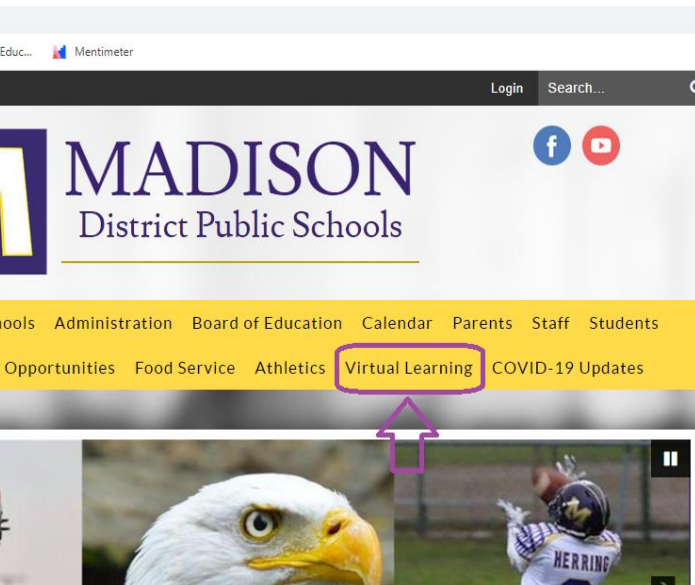 Educ... Mentimeter
Login Search...
MADISON
District Public Schools
ools Administration Board of Education Calendar Parents Staff Students
Opportunities Food Service Athletics Virtual Learning COVID-19 Updates
M
HERRING